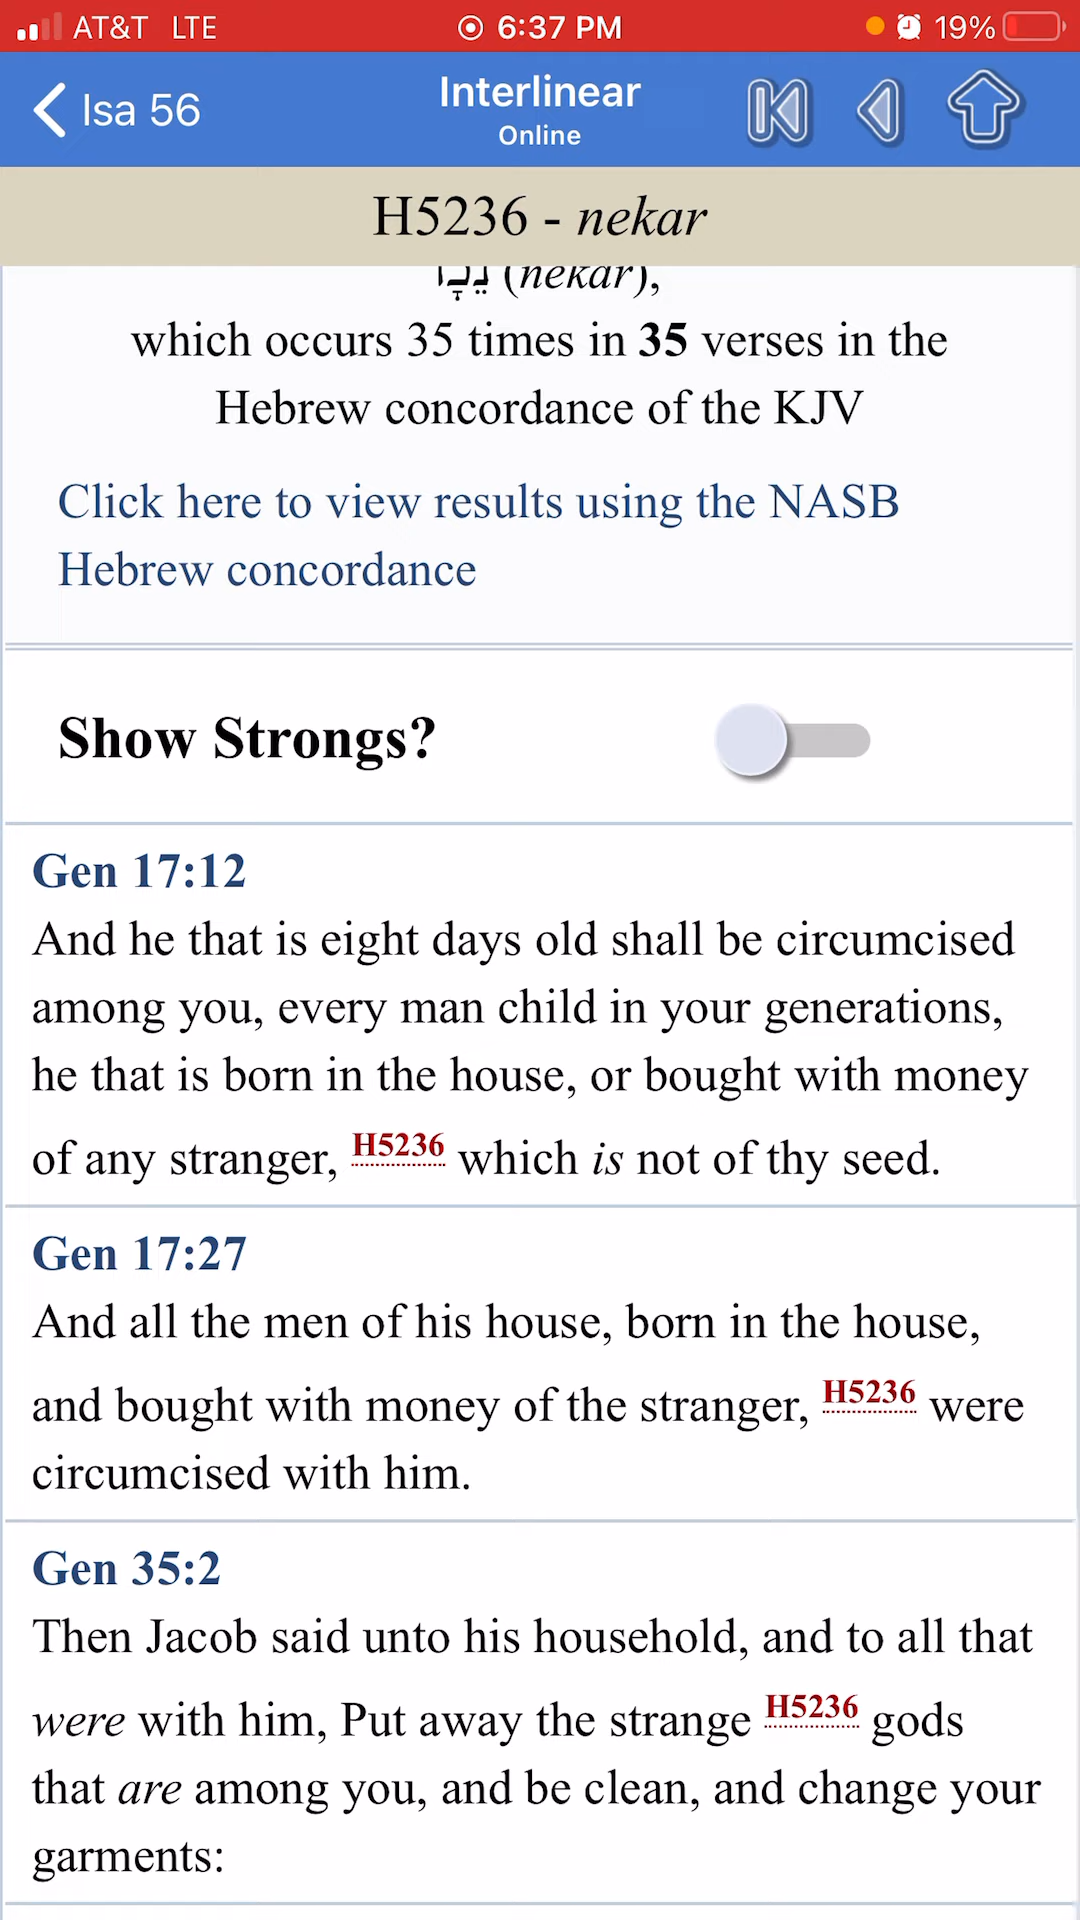 AT&T LTE 6:37 PM 19%
Isa 56 Interlinear
Online
H5236 - nekar
(nekar),
which occurs 35 times in 35 verses in the
Hebrew concordance of the KJV
Click here to view results using the NASB
Hebrew concordance
Show Strongs?
Gen 17:12
And he that is eight days old shall be circumcised
among you, every man child in your generations,
he that is born in the house, or bought with money
of any stranger, H5236 which is not of thy seed.
Gen 17:27
And all the men of his house, born in the house,
and bought with money of the stranger, H5236 were
circumcised with him.
Gen 35:2
Then Jacob said unto his household, and to all that
were with him, Put away the strange H5236 gods
that are among you, and be clean, and change your
garments: